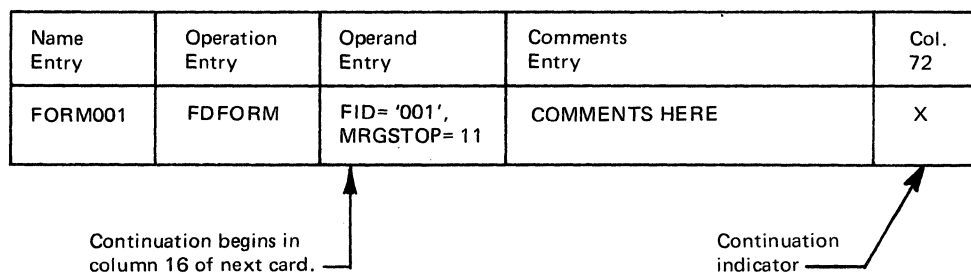 Name Entry
Operation Entry
Operand Entry
Comments Entry
Col. 72
FORM001
FDFORM
FID= '001',
MRGSTOP= 11
COMMENTS HERE
X
Continuation begins in
column 16 of next card.
Continuation
indicator